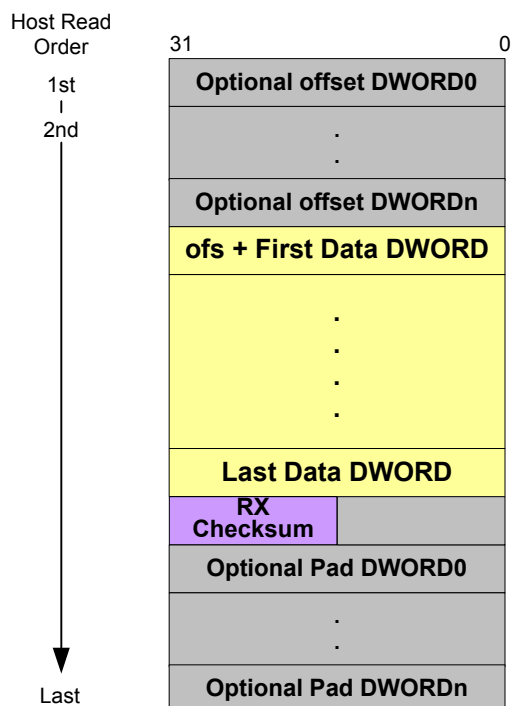 Host Read
Order
31
0
1st
2nd
Optional offset DWORD0
.
.
Optional offset DWORDn
ofs + First Data DWORD
.
.
.
.
Last Data DWORD
RX
Checksum
Optional Pad DWORD0
.
.
Optional Pad DWORDn
Last